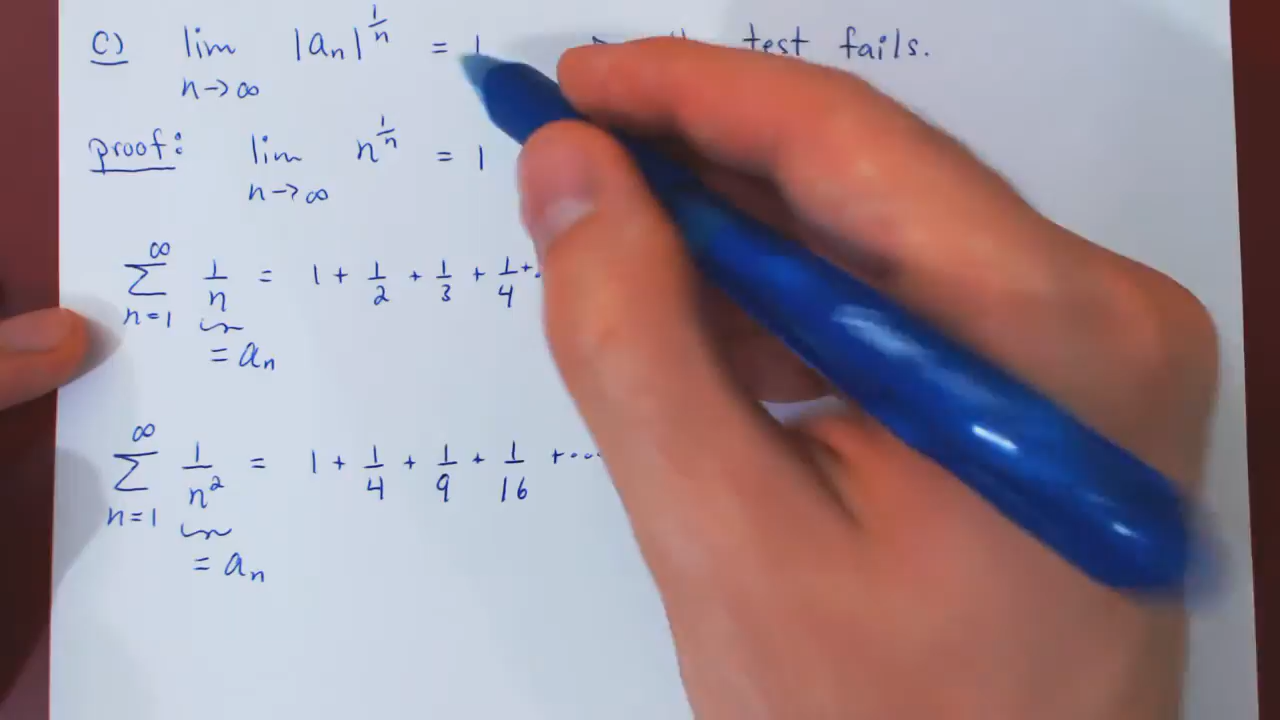 C) lim |aₙ|^(1/n) = 1 test fails.
n→∞
proof: lim n^(1/n) = 1
n→∞
∞
∑ 1/n = 1 + 1/2 + 1/3 + 1/4 + ..
n=1
= aₙ
∞
∑ 1/n² = 1 + 1/4 + 1/9 + 1/16 + ...
n=1
= aₙ